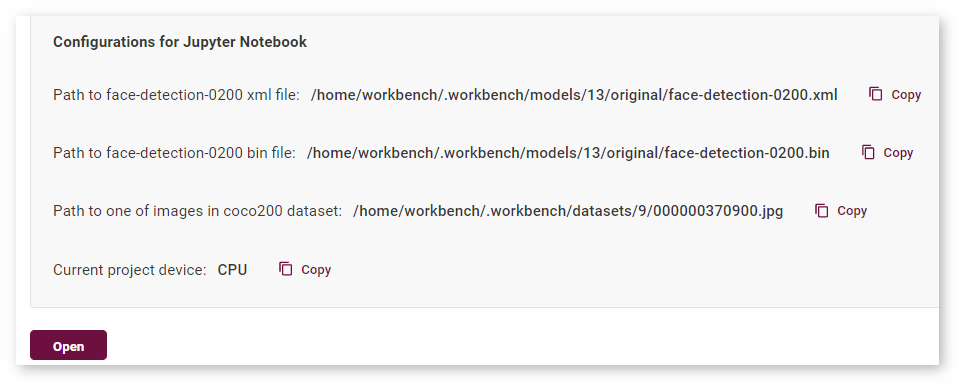 Configurations for Jupyter Notebook
Path to face-detection-0200 xml file: /home/workbench/.workbench/models/13/original/face-detection-0200.xml Copy
Path to face-detection-0200 bin file: /home/workbench/.workbench/models/13/original/face-detection-0200.bin Copy
Path to one of images in coco200 dataset: /home/workbench/.workbench/datasets/9/000000370900.jpg Copy
Current project device: CPU Copy
Open